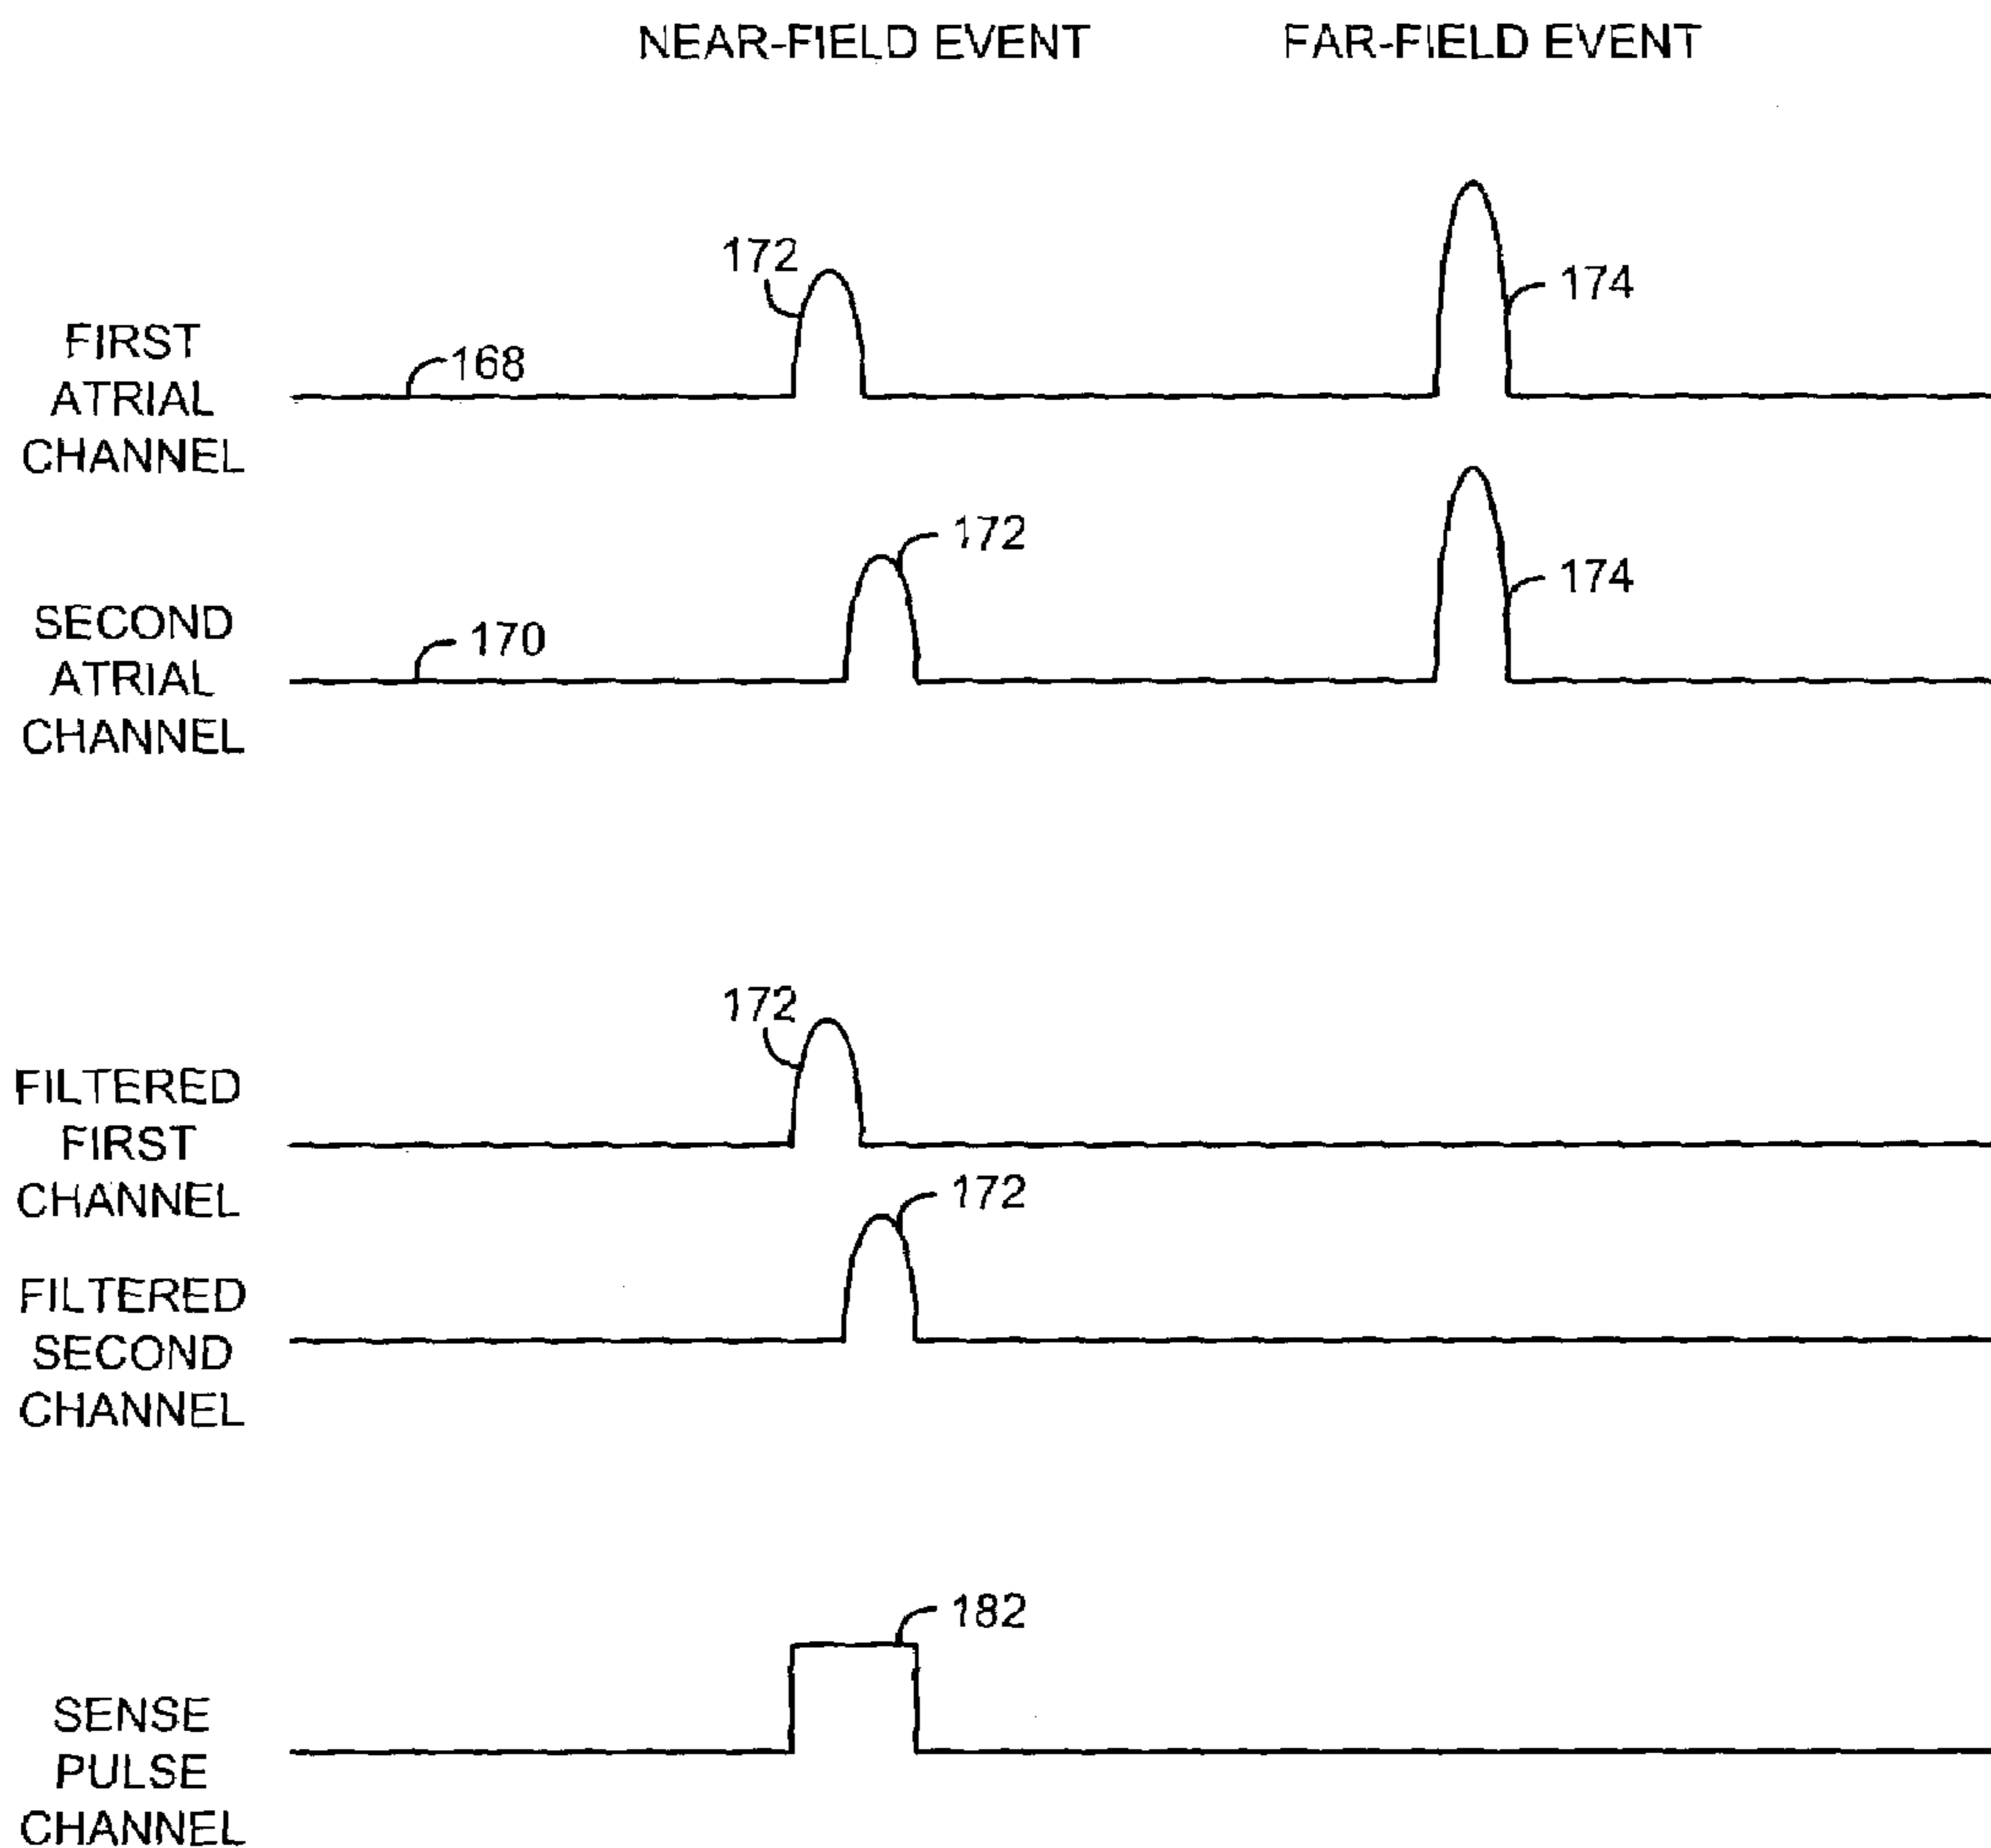 NEAR-FIELD EVENT
FAR-FIELD EVENT
172
174
FIRST
ATRIAL
CHANNEL
168
172
174
SECOND
ATRIAL
CHANNEL
170
172
FILTERED
FIRST
CHANNEL
172
FILTERED
SECOND
CHANNEL
182
SENSE
PULSE
CHANNEL